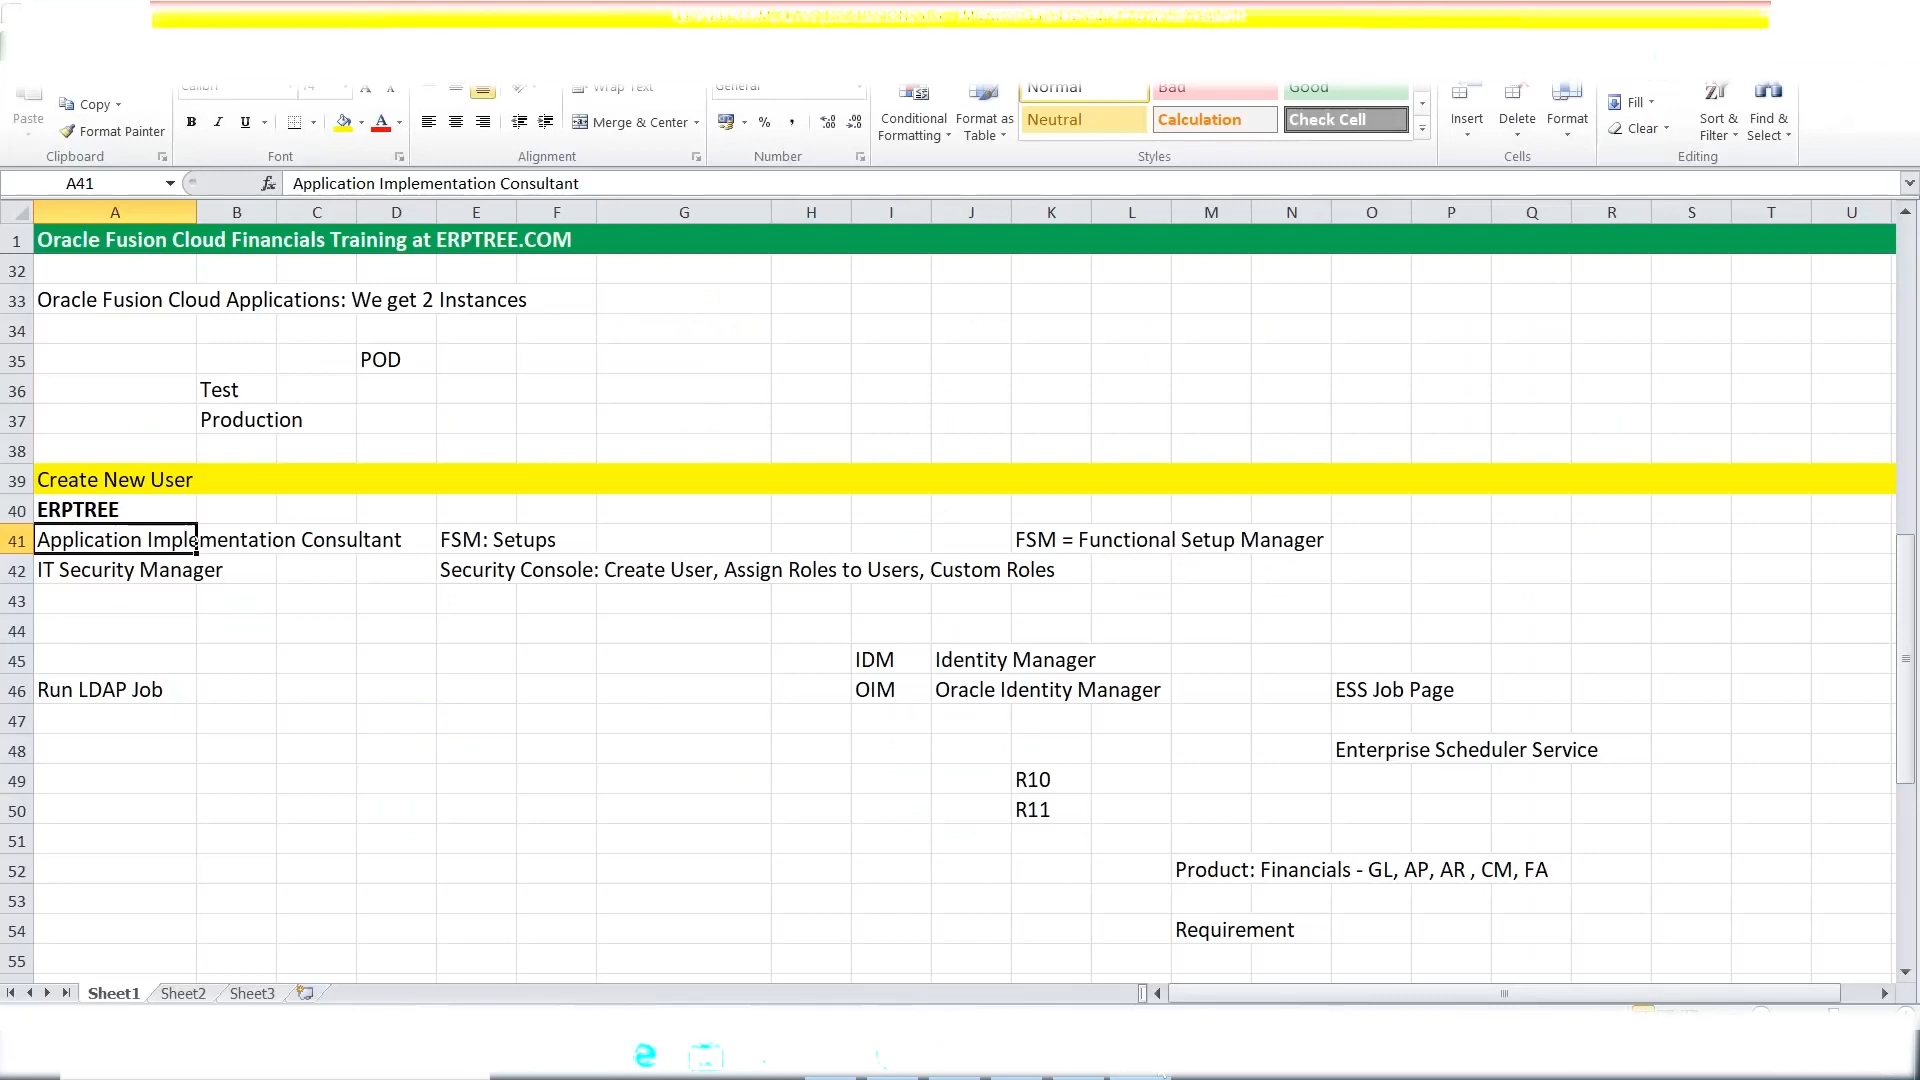 Copy
Paste
Format Painter
Clipboard
B I U A
Font
Wrap Text
Merge & Center
Alignment
General
% ,
Number
Conditional Formatting
Format as Table
Normal Bad Good
Neutral Calculation Check Cell
Styles
Insert Delete Format
Cells
Fill
Clear
Sort & Filter
Find & Select
Editing
A41 fx Application Implementation Consultant
A B C D E F G H I J K L M N O P Q R S T U
1 Oracle Fusion Cloud Financials Training at ERPTREE.COM
32
33 Oracle Fusion Cloud Applications: We get 2 Instances
34
35 POD
36 Test
37 Production
38
39 Create New User
40 ERPTREE
41 Application Implementation Consultant FSM: Setups FSM = Functional Setup Manager
42 IT Security Manager Security Console: Create User, Assign Roles to Users, Custom Roles
43
44
45 IDM Identity Manager
46 Run LDAP Job OIM Oracle Identity Manager ESS Job Page
47
48 Enterprise Scheduler Service
49 R10
50 R11
51
52 Product: Financials - GL, AP, AR , CM, FA
53
54 Requirement
55
Sheet1 Sheet2 Sheet3